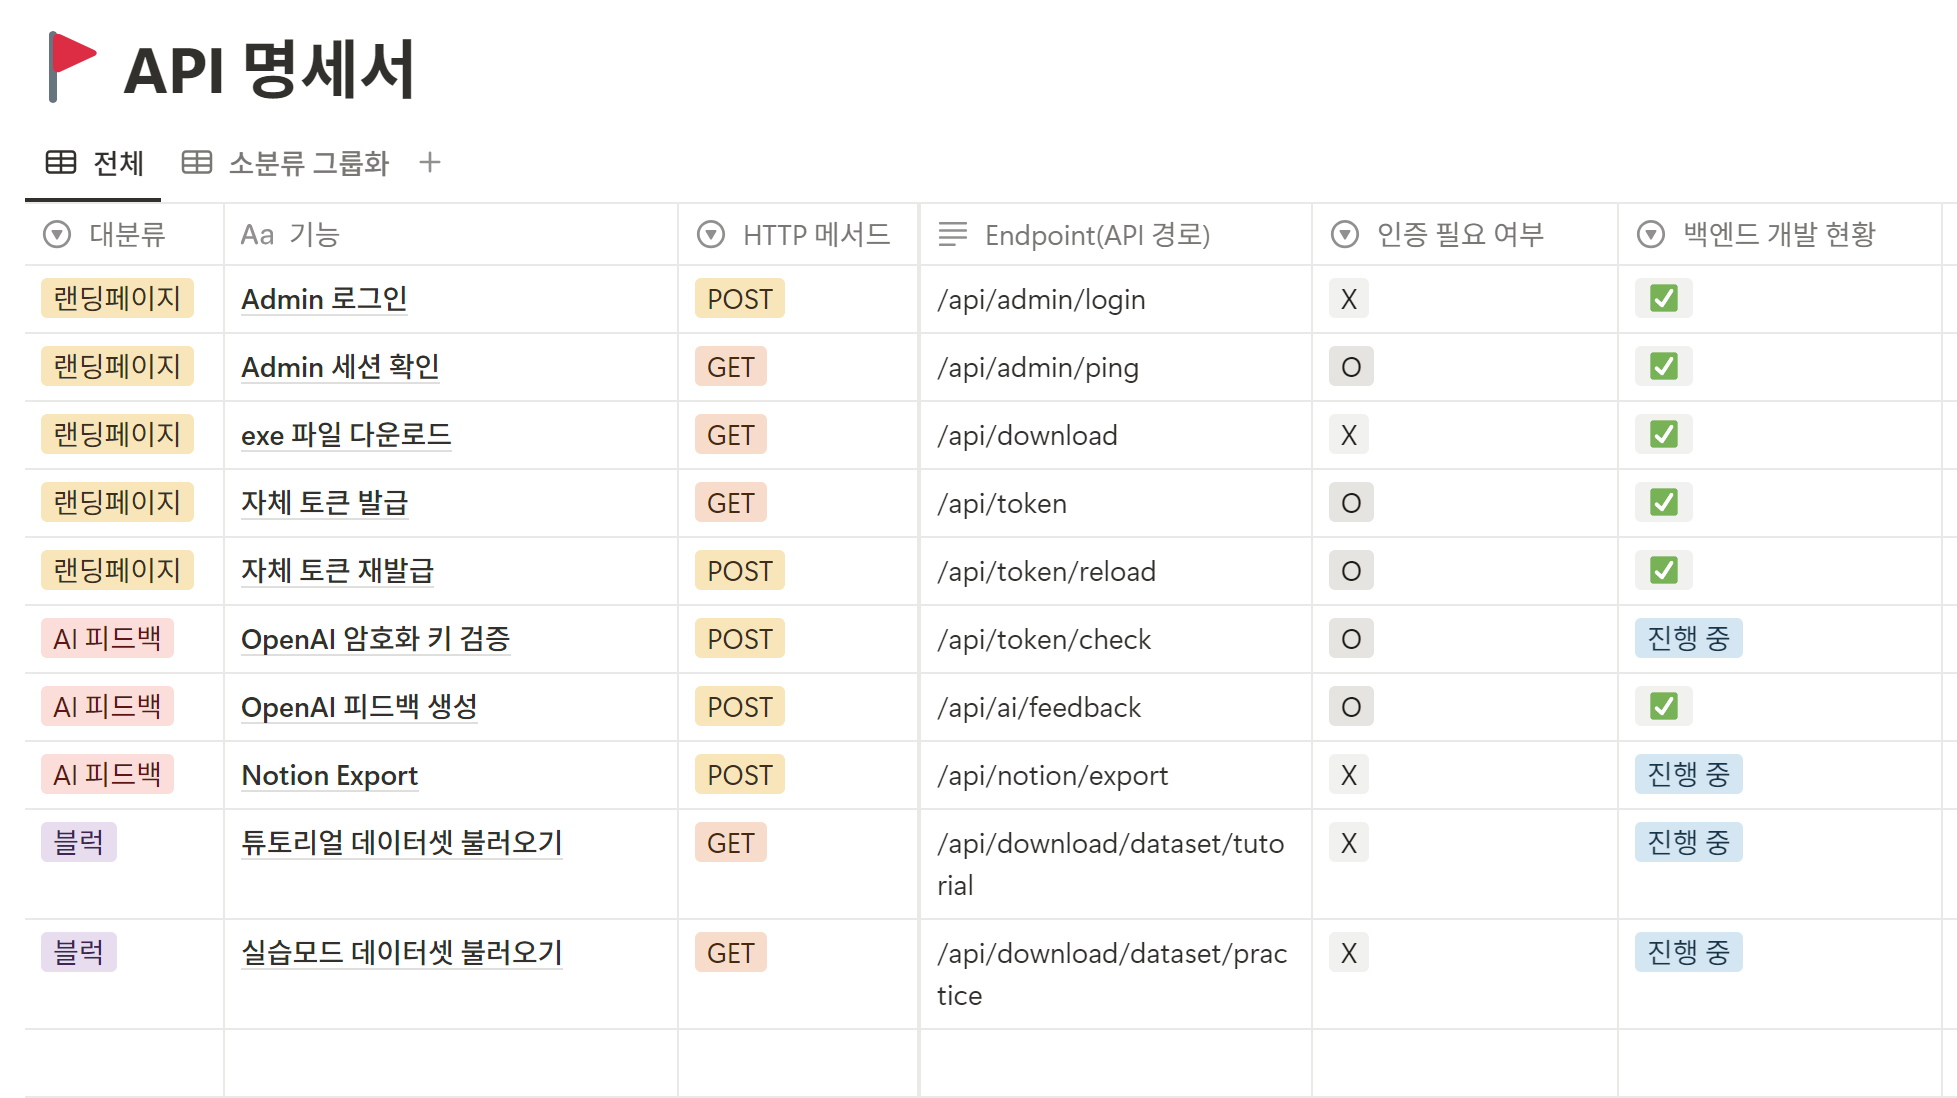 API 명세서
전체 소분류 그룹화 +
대분류 Aa 기능 HTTP 메서드 Endpoint(API 경로) 인증 필요 여부 백엔드 개발 현황
랜딩페이지 Admin 로그인 POST /api/admin/login X ✅
랜딩페이지 Admin 세션 확인 GET /api/admin/ping O ✅
랜딩페이지 exe 파일 다운로드 GET /api/download X ✅
랜딩페이지 자체 토큰 발급 GET /api/token O ✅
랜딩페이지 자체 토큰 재발급 POST /api/token/reload O ✅
AI 피드백 OpenAI 암호화 키 검증 POST /api/token/check O 진행 중
AI 피드백 OpenAI 피드백 생성 POST /api/ai/feedback O ✅
AI 피드백 Notion Export POST /api/notion/export X 진행 중
블럭 튜토리얼 데이터셋 불러오기 GET /api/download/dataset/tuto X 진행 중
rial
블럭 실습모드 데이터셋 불러오기 GET /api/download/dataset/prac X 진행 중
tice